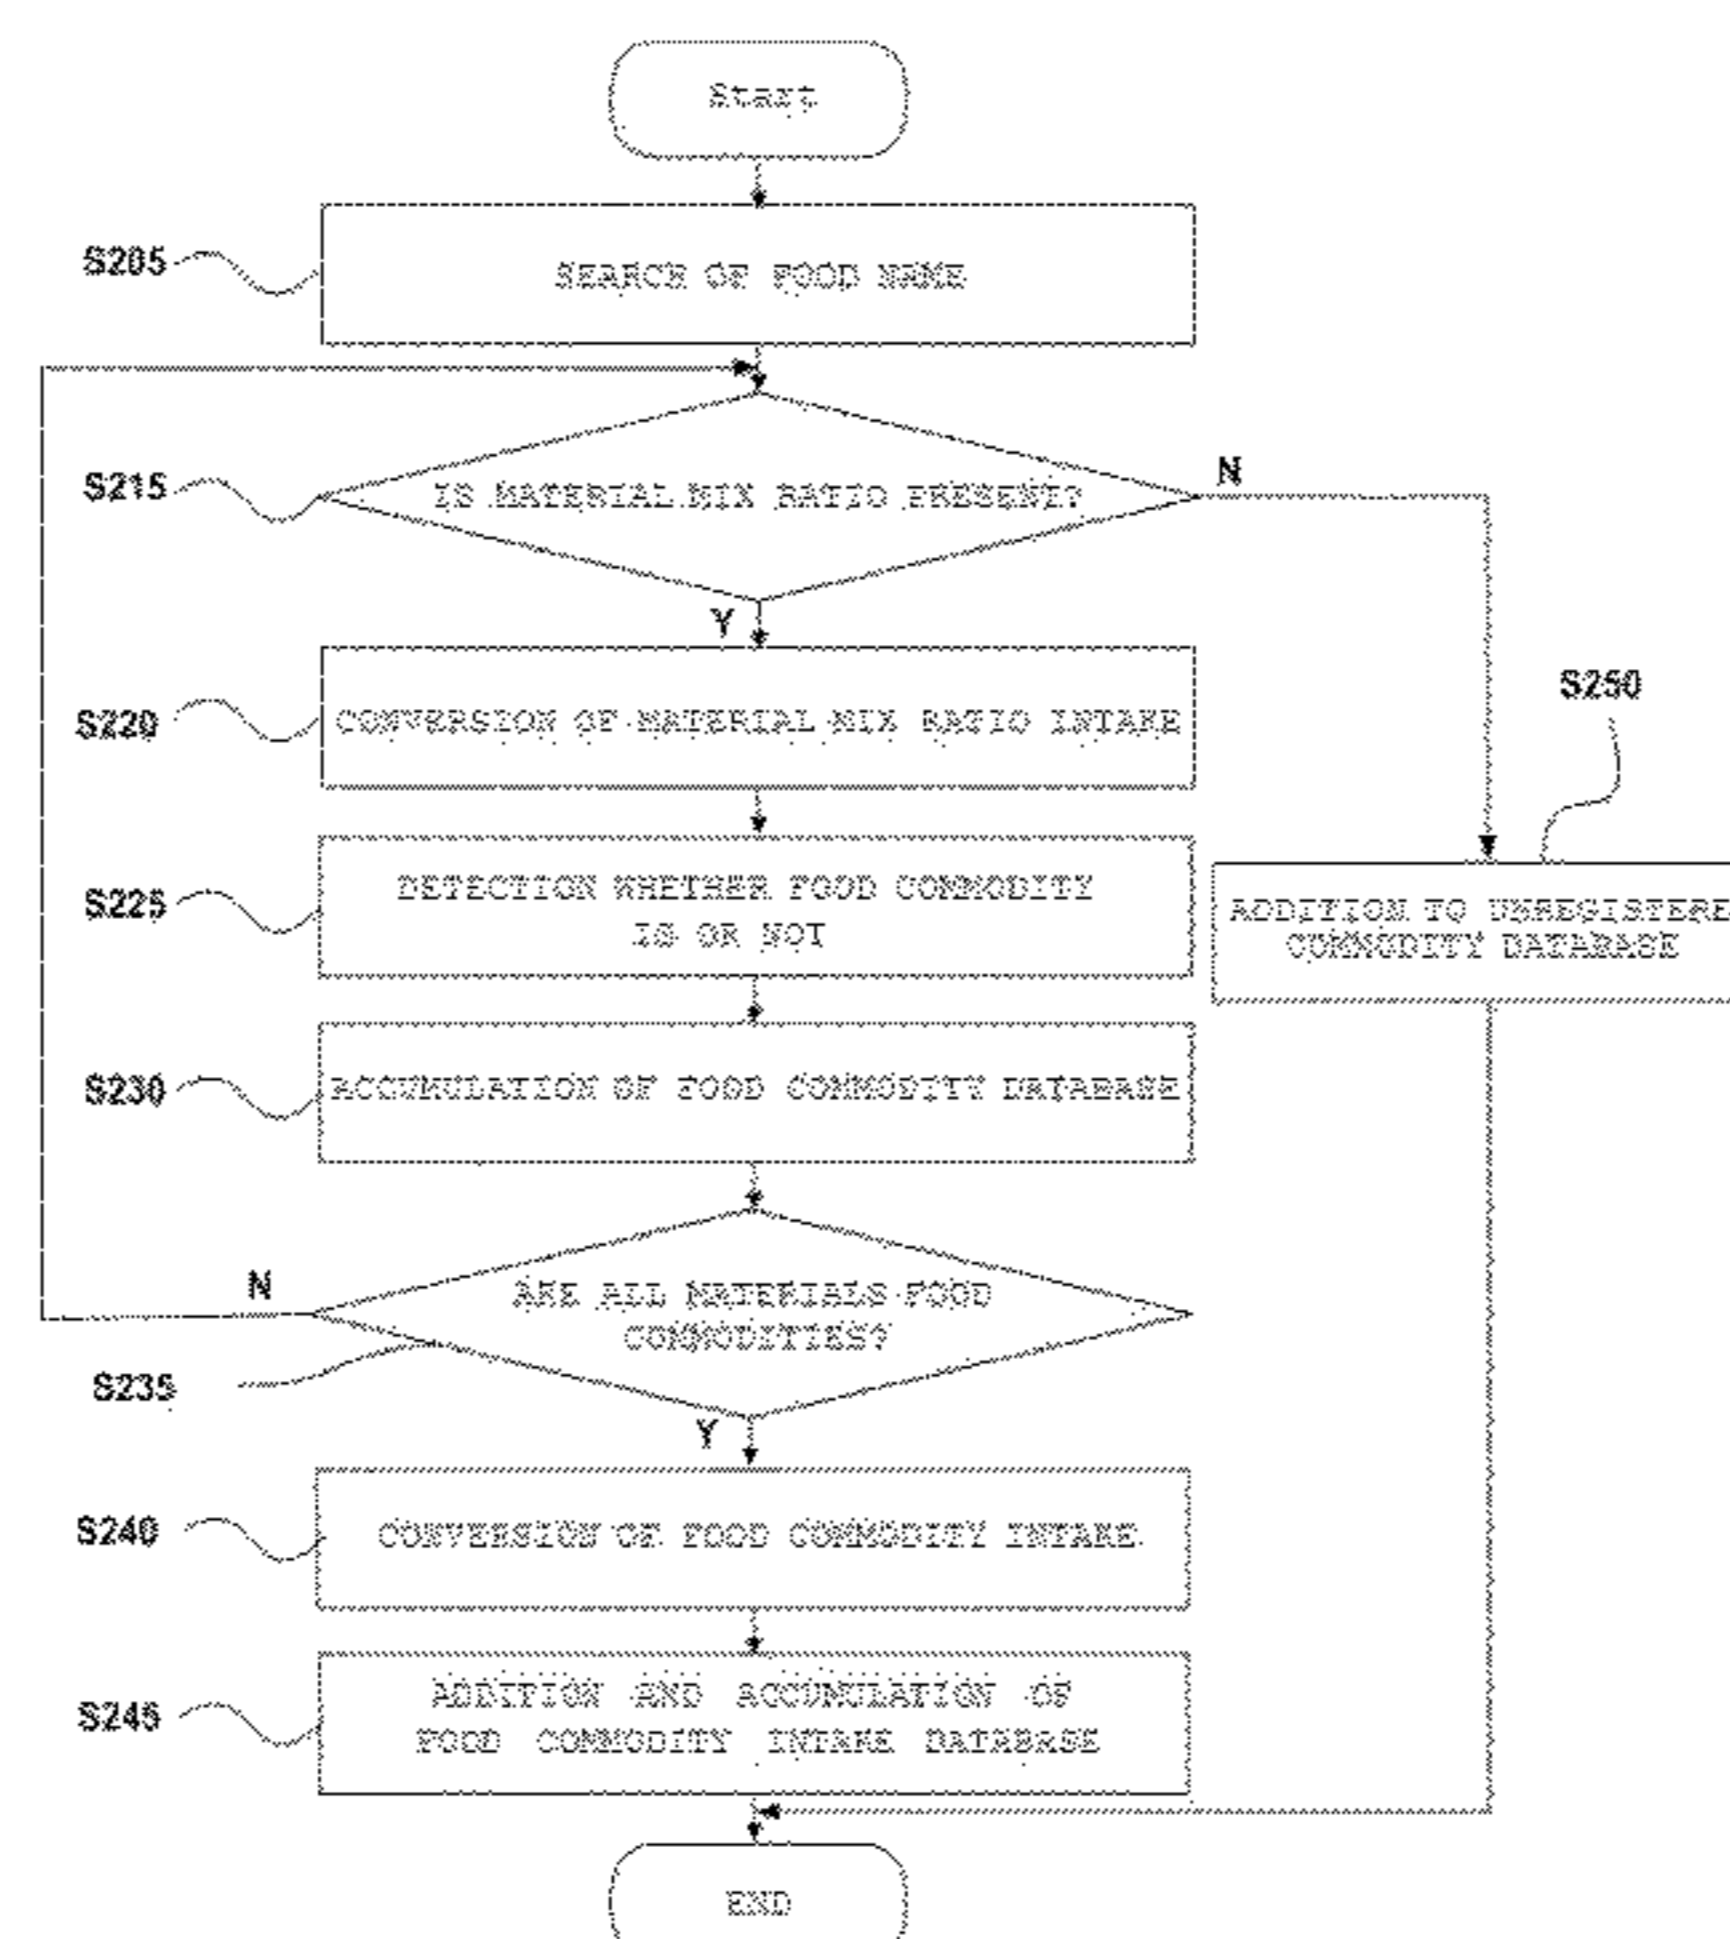 Start
S205
SEARCH OF FOOD NAME
S215
IS MATERIAL MIX RATIO PRESENT?
N
Y
S220
CONVERSION OF MATERIAL MIX RATIO INTAKE
S250
S225
DETECTION WHETHER FOOD COMMODITY
IS OR NOT
ADDITION TO UNREGISTERE
COMMODITY DATABASE
S230
ACCUMULATION OF FOOD COMMODITY DATABASE
N
ARE ALL MATERIALS FOOD
COMMODITIES?
S235
Y
S240
CONVERSION OF FOOD COMMODITY INTAKE
S245
ADDITION AND ACCUMULATION OF
FOOD COMMODITY INTAKE DATABASE
END